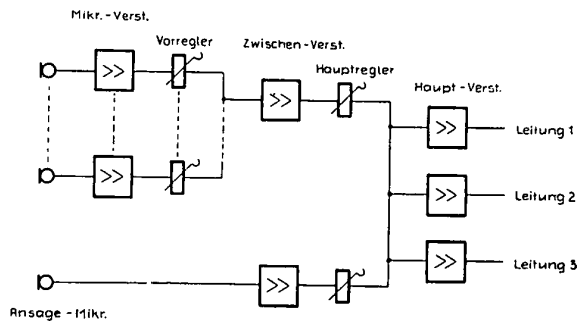 Mikr.-Verst.
Vorregler
Zwischen-Verst.
Hauptregler
Haupt-Verst.
Leitung 1
Leitung 2
Leitung 3
Ansage-Mikr.